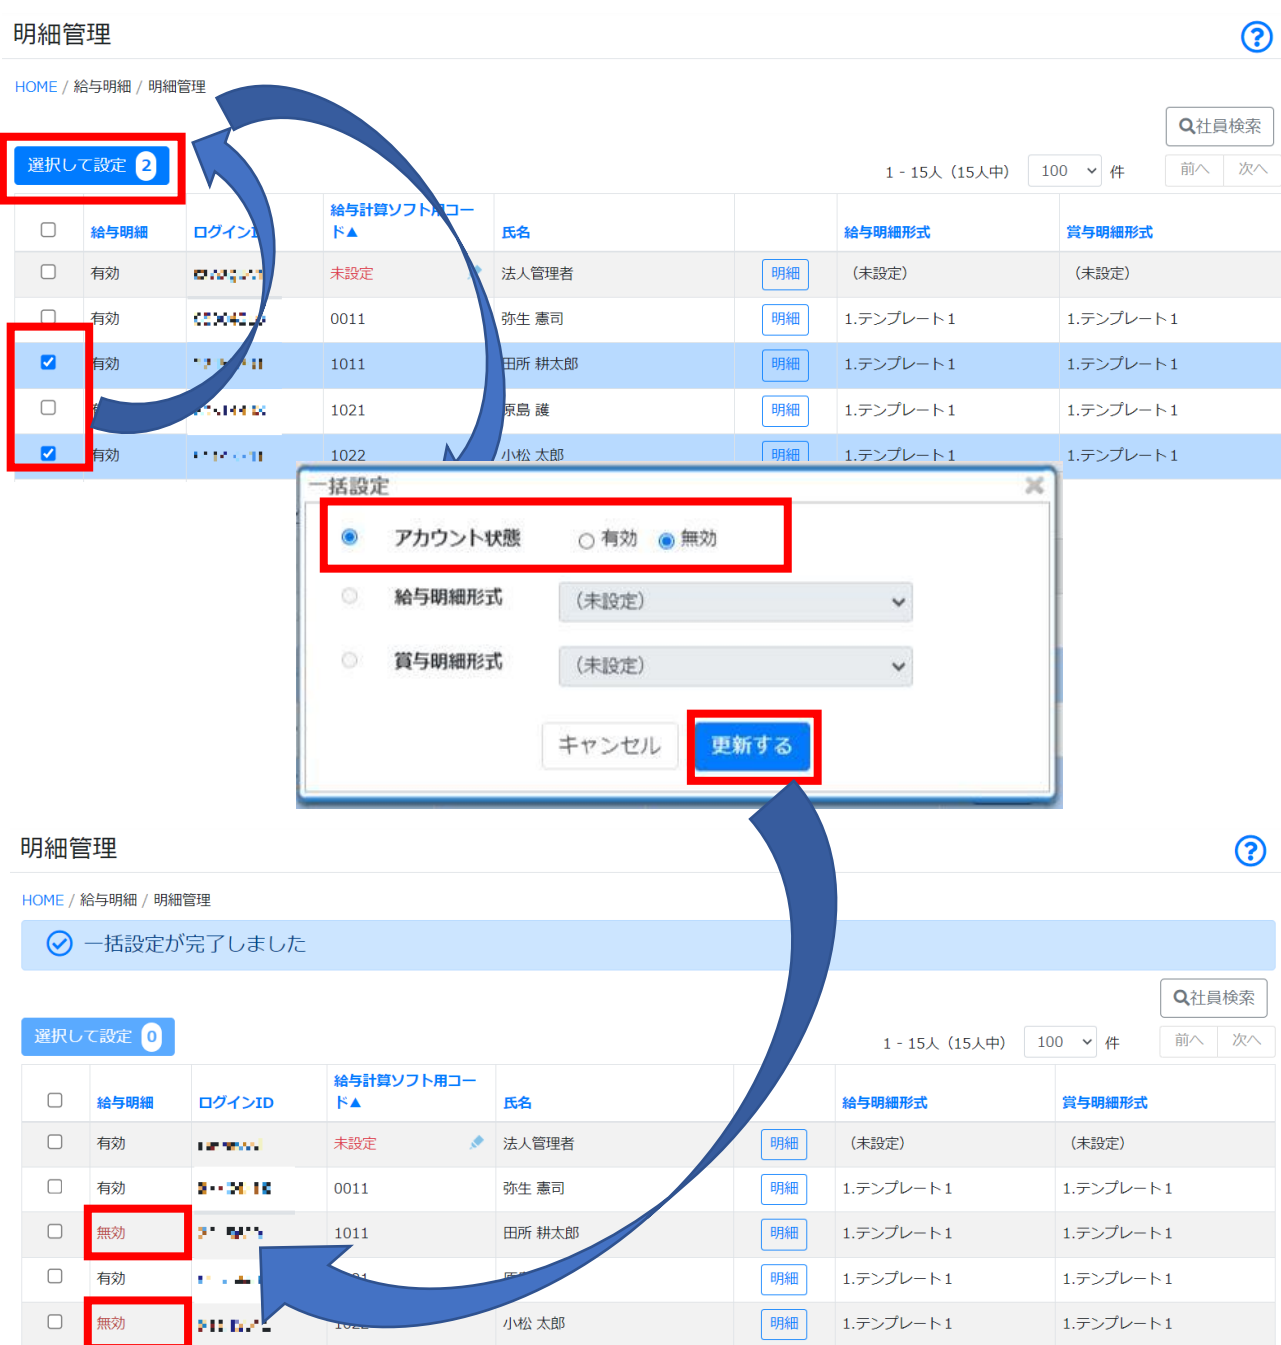 明細管理
HOME / 給与明細 / 明細管理
社員検索
選択して設定 2
1 - 15人（15人中） 100 件 前へ 次へ
給与明細 ログインI 給与計算ソフト用コード▲ 氏名 給与明細形式 賞与明細形式
有効 未設定 法人管理者 明細 （未設定） （未設定）
有効 0011 弥生 憲司 明細 1.テンプレート1 1.テンプレート1
有効 1011 田所 耕太郎 明細 1.テンプレート1 1.テンプレート1
1021 原島 護 明細 1.テンプレート1 1.テンプレート1
有効 1022 小松 太郎 明細 1.テンプレート1 1.テンプレート1
一括設定
アカウント状態 有効 無効
給与明細形式 （未設定）
賞与明細形式 （未設定）
キャンセル 更新する
明細管理
HOME / 給与明細 / 明細管理
一括設定が完了しました
社員検索
選択して設定 0
1 - 15人（15人中） 100 件 前へ 次へ
給与明細 ログインID 給与計算ソフト用コード▲ 氏名 給与明細形式 賞与明細形式
有効 未設定 法人管理者 明細 （未設定） （未設定）
有効 0011 弥生 憲司 明細 1.テンプレート1 1.テンプレート1
無効 1011 田所 耕太郎 明細 1.テンプレート1 1.テンプレート1
有効 明細 1.テンプレート1 1.テンプレート1
無効 1022 小松 太郎 明細 1.テンプレート1 1.テンプレート1